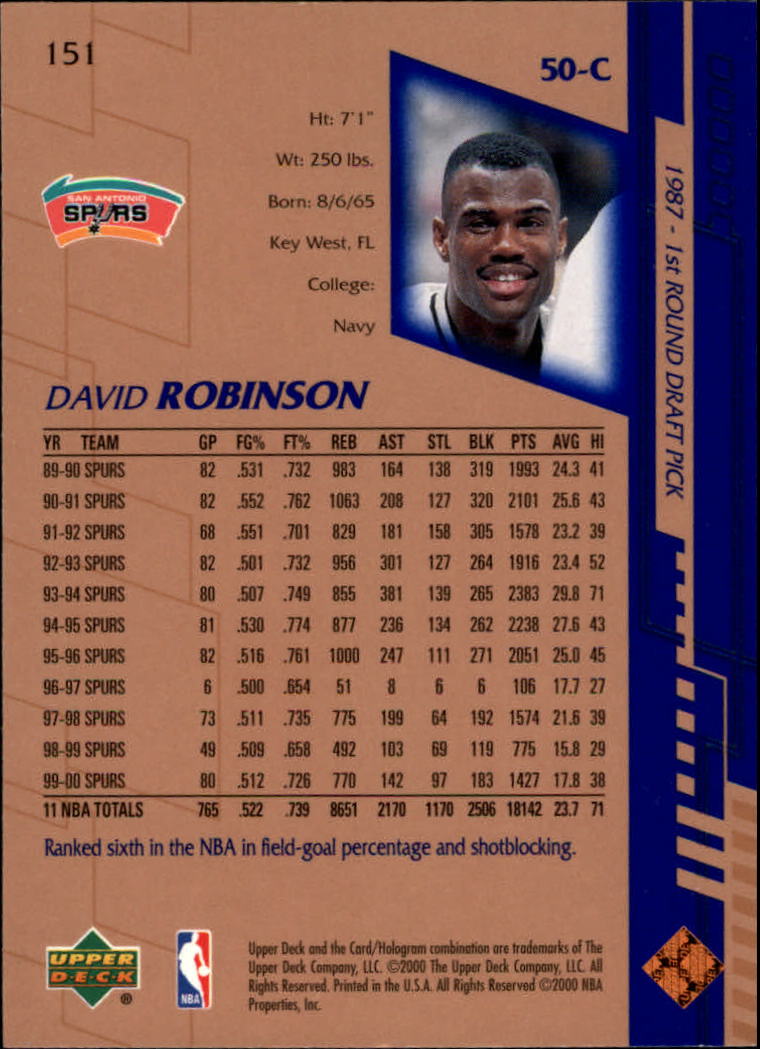 151
50-C
Ht: 7'1"
Wt: 250 lbs.
Born: 8/6/65
Key West, FL
College:
Navy
SAN ANTONIO
SPURS
1987 - 1st ROUND DRAFT PICK
DAVID ROBINSON
YR TEAM GP FG% FT% REB AST STL BLK PTS AVG HI
89-90 SPURS 82 .531 .732 983 164 138 319 1993 24.3 41
90-91 SPURS 82 .552 .762 1063 208 127 320 2101 25.6 43
91-92 SPURS 68 .551 .701 829 181 158 305 1578 23.2 39
92-93 SPURS 82 .501 .732 956 301 127 264 1916 23.4 52
93-94 SPURS 80 .507 .749 855 381 139 265 2383 29.8 71
94-95 SPURS 81 .530 .774 877 236 134 262 2238 27.6 43
95-96 SPURS 82 .516 .761 1000 247 111 271 2051 25.0 45
96-97 SPURS 6 .500 .654 51 8 6 6 106 17.7 27
97-98 SPURS 73 .511 .735 775 199 64 192 1574 21.6 39
98-99 SPURS 49 .509 .658 492 103 69 119 775 15.8 29
99-00 SPURS 80 .512 .726 770 142 97 183 1427 17.8 38
11 NBA TOTALS 765 .522 .739 8651 2170 1170 2506 18142 23.7 71
Ranked sixth in the NBA in field-goal percentage and shotblocking.
UPPER
D·E·C·K
®
NBA
Upper Deck and the Card/Hologram combination are trademarks of The
Upper Deck Company, LLC. ©2000 The Upper Deck Company, LLC. All
Rights Reserved. Printed in the U.S.A. All Rights Reserved ©2000 NBA
Properties, Inc.